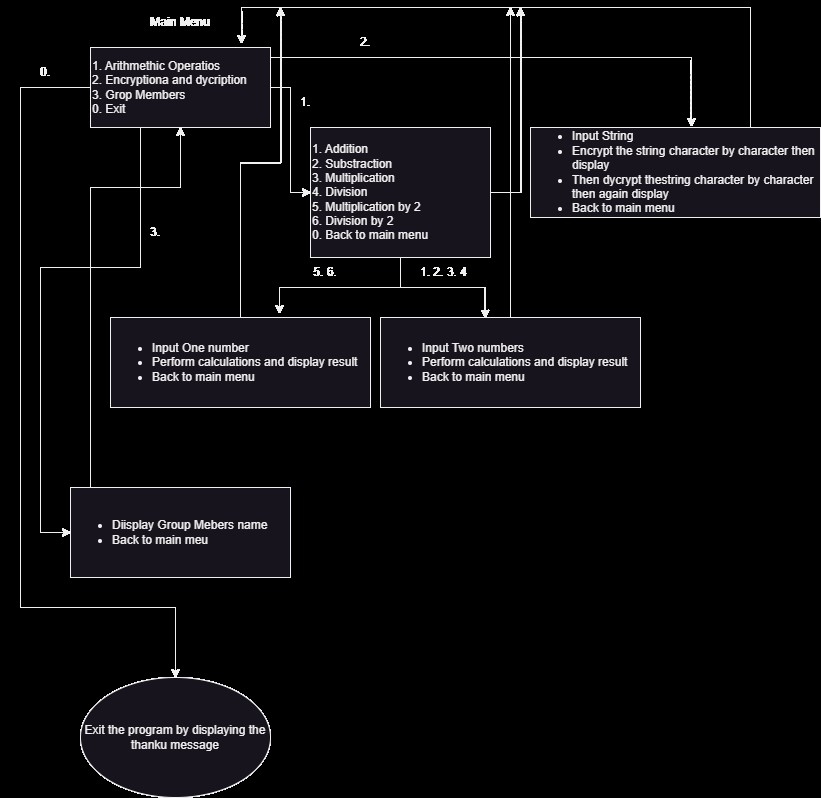 Main Menu
2.
0.
1. Arithmethic Operatios
2. Encryptiona and dycription
3. Grop Members
0. Exit
1.
1. Addition
2. Substraction
3. Multiplication
4. Division
5. Multiplication by 2
6. Division by 2
0. Back to main menu
Input String
Encrypt the string character by character then
display
Then dycrypt thestring character by character
then again display
Back to main menu
3.
5. 6.
1. 2. 3. 4
Input One number
Perform calculations and display result
Back to main menu
Input Two numbers
Perform calculations and display result
Back to main menu
Diisplay Group Mebers name
Back to main meu
Exit the program by displaying the
thanku message